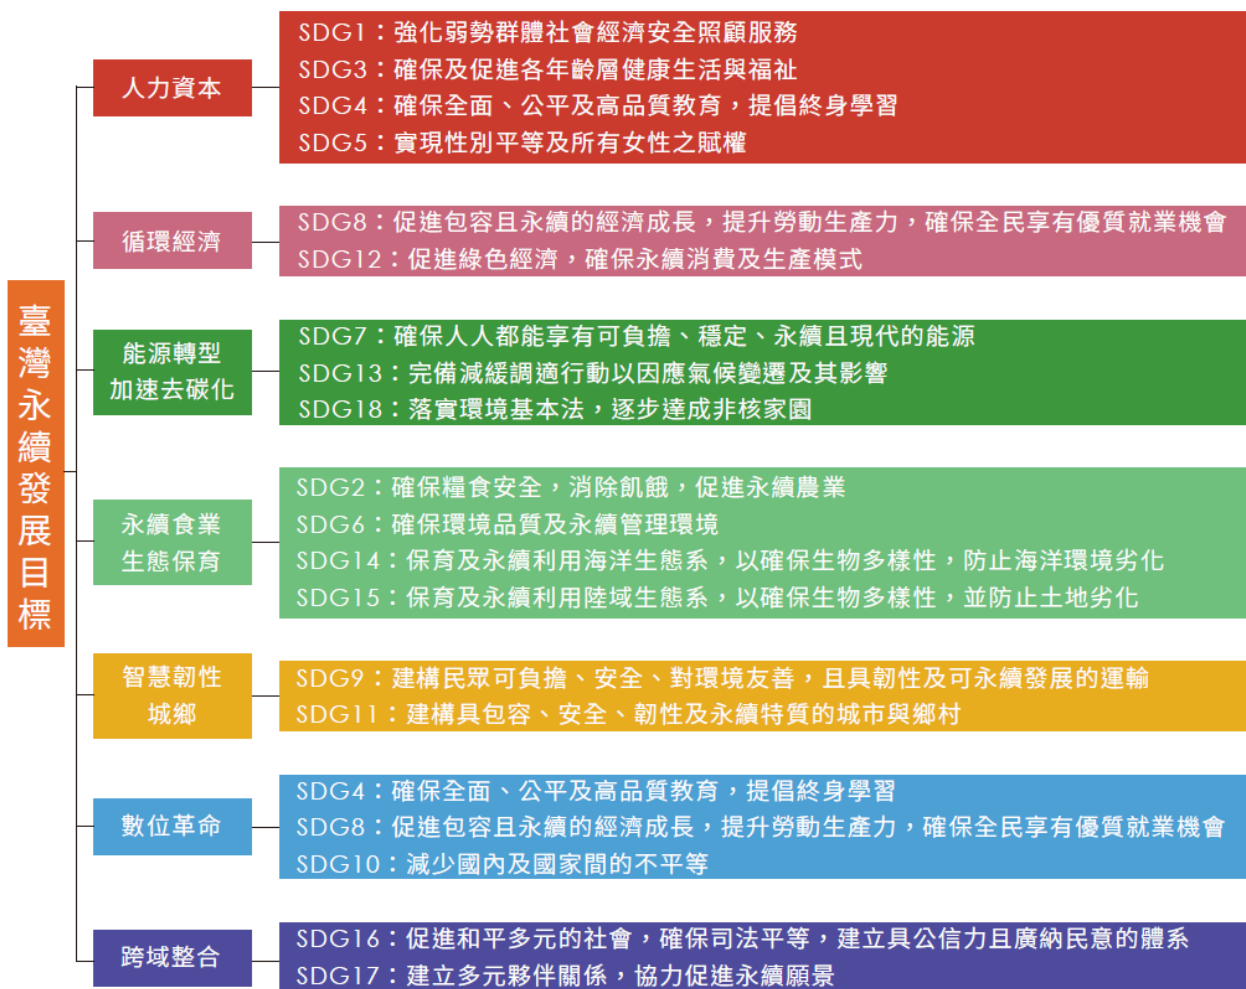 臺灣永續發展目標
人力資本
SDG1：強化弱勢群體社會經濟安全照顧服務
SDG3：確保及促進各年齡層健康生活與福祉
SDG4：確保全面、公平及高品質教育，提倡終身學習
SDG5：實現性別平等及所有女性之賦權
循環經濟
SDG8：促進包容且永續的經濟成長，提升勞動生產力，確保全民享有優質就業機會
SDG12：促進綠色經濟，確保永續消費及生產模式
能源轉型
加速去碳化
SDG7：確保人人都能享有可負擔、穩定、永續且現代的能源
SDG13：完備減緩調適行動以因應氣候變遷及其影響
SDG18：落實環境基本法，逐步達成非核家園
永續食業
生態保育
SDG2：確保糧食安全，消除飢餓，促進永續農業
SDG6：確保環境品質及永續管理環境
SDG14：保育及永續利用海洋生態系，以確保生物多樣性，防止海洋環境劣化
SDG15：保育及永續利用陸域生態系，以確保生物多樣性，並防止土地劣化
智慧韌性
城鄉
SDG9：建構民眾可負擔、安全、對環境友善，且具韌性及可永續發展的運輸
SDG11：建構具包容、安全、韌性及永續特質的城市與鄉村
數位革命
SDG4：確保全面、公平及高品質教育，提倡終身學習
SDG8：促進包容且永續的經濟成長，提升勞動生產力，確保全民享有優質就業機會
SDG10：減少國內及國家間的不平等
跨域整合
SDG16：促進和平多元的社會，確保司法平等，建立具公信力且廣納民意的體系
SDG17：建立多元夥伴關係，協力促進永續願景